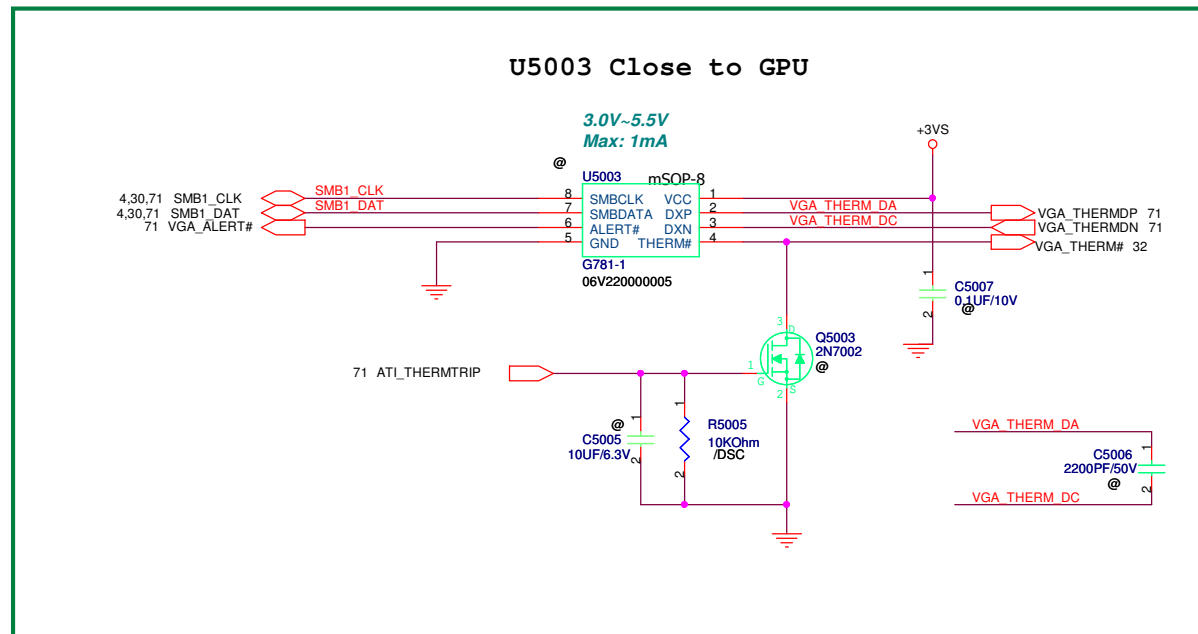 U5003 Close to GPU
3.0V~5.5V
Max: 1mA
+3VS
@
U5003
mSOP-8
4,30,71 SMB1_CLK
SMB1_CLK
8 SMBCLK VCC 1
4,30,71 SMB1_DAT
SMB1_DAT
7 SMBDATA DXP 2
VGA_THERM_DA
VGA_THERMDP 71
71 VGA_ALERT#
6 ALERT# DXN 3
VGA_THERM_DC
VGA_THERMDN 71
5 GND THERM# 4
VGA_THERM# 32
G781-1
06V220000005
1
C5007
0.1UF/10V
@
2
3
D
Q5003
2N7002
@
71 ATI_THERMTRIP
1
G
S
2
@
1
C5005
10UF/6.3V
2
1
R5005
10KOhm
/DSC
2
VGA_THERM_DA
1
C5006
2200PF/50V
@
2
VGA_THERM_DC